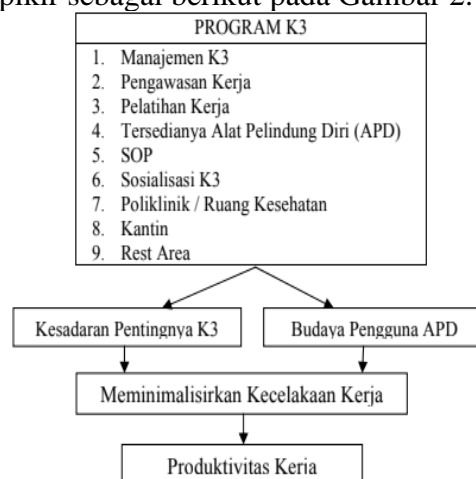 pikir sebagai berikut pada Gambar 2.
PROGRAM K3
1. Manajemen K3
2. Pengawasan Kerja
3. Pelatihan Kerja
4. Tersedianya Alat Pelindung Diri (APD)
5. SOP
6. Sosialisasi K3
7. Poliklinik / Ruang Kesehatan
8. Kantin
9. Rest Area
Kesadaran Pentingnya K3
Budaya Pengguna APD
Meminimalisirkan Kecelakaan Kerja
Produktivitas Kerja